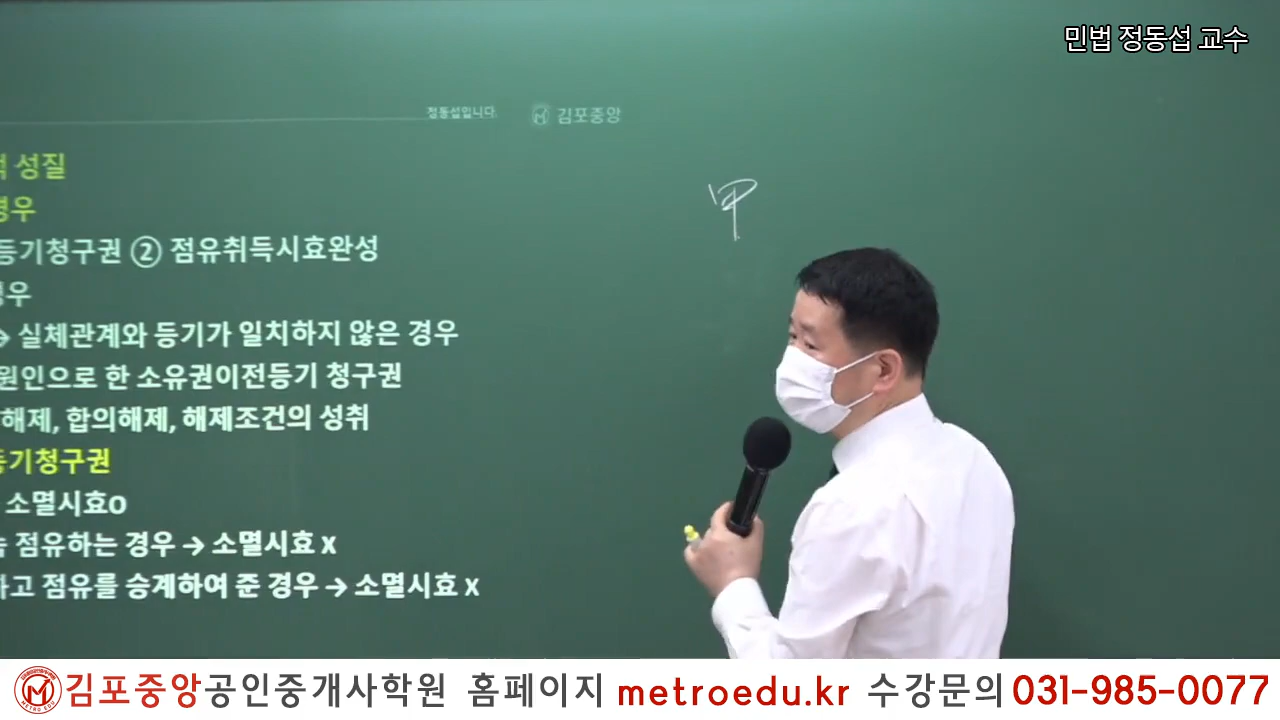 민법 정동섭 교수
정동섭입니다.
김포중앙
성질
경우
등기청구권 ② 점유취득시효완성
경우
→ 실체관계와 등기가 일치하지 않은 경우
원인으로 한 소유권이전등기 청구권
해제, 합의해제, 해제조건의 성취
등기청구권
소멸시효o
점유하는 경우 → 소멸시효 x
하고 점유를 승계하여 준 경우 → 소멸시효 x
甲
김포중앙공인중개사학원 홈페이지 metroedu.kr 수강문의 031-985-0077